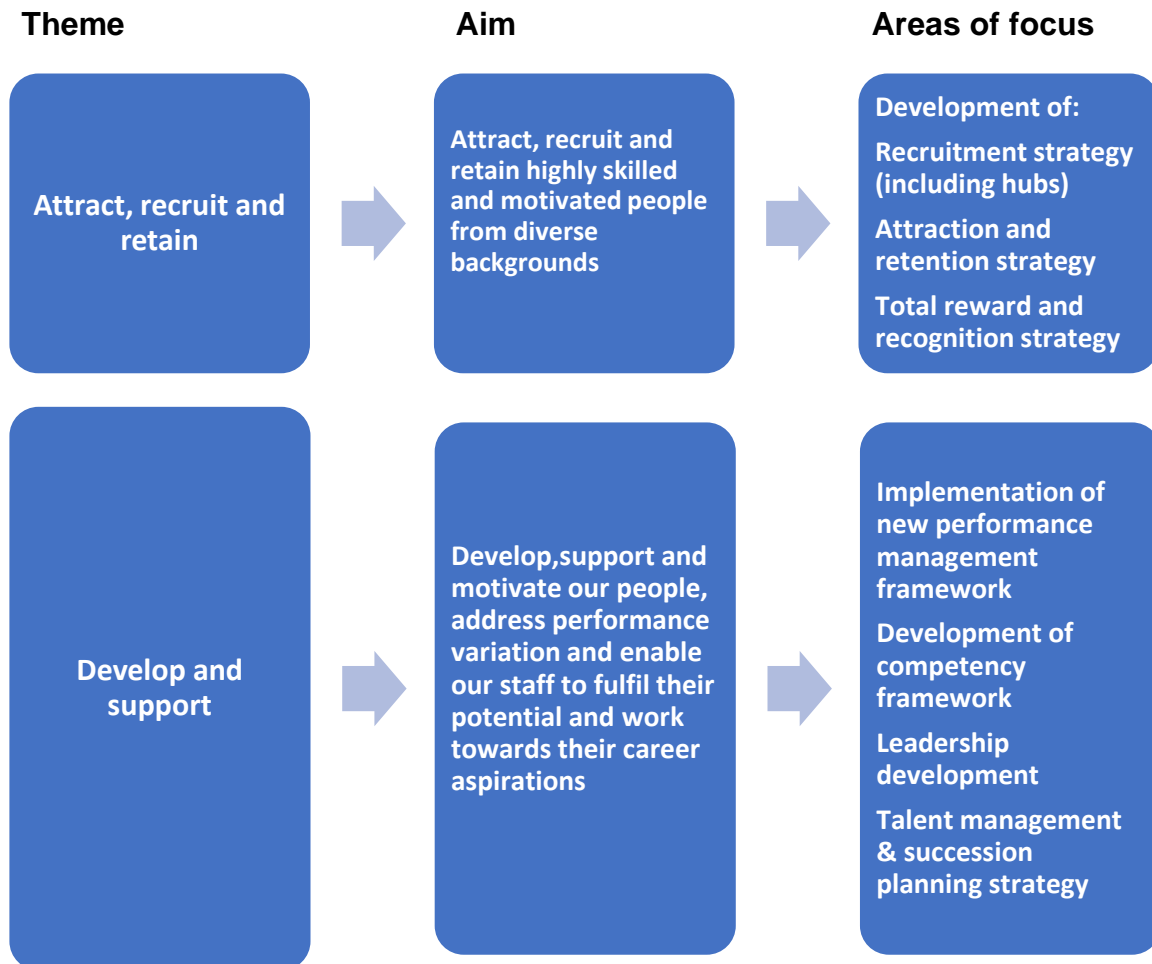 Theme
Aim
Areas of focus
Attract, recruit and
retain
Attract, recruit and
retain highly skilled
and motivated people
from diverse
backgrounds
Development of:
Recruitment strategy
(including hubs)
Attraction and
retention strategy
Total reward and
recognition strategy
Develop and
support
Develop,support and
motivate our people,
address performance
variation and enable
our staff to fulfil their
potential and work
towards their career
aspirations
Implementation of
new performance
management
framework
Development of
competency
framework
Leadership
development
Talent management
& succession
planning strategy